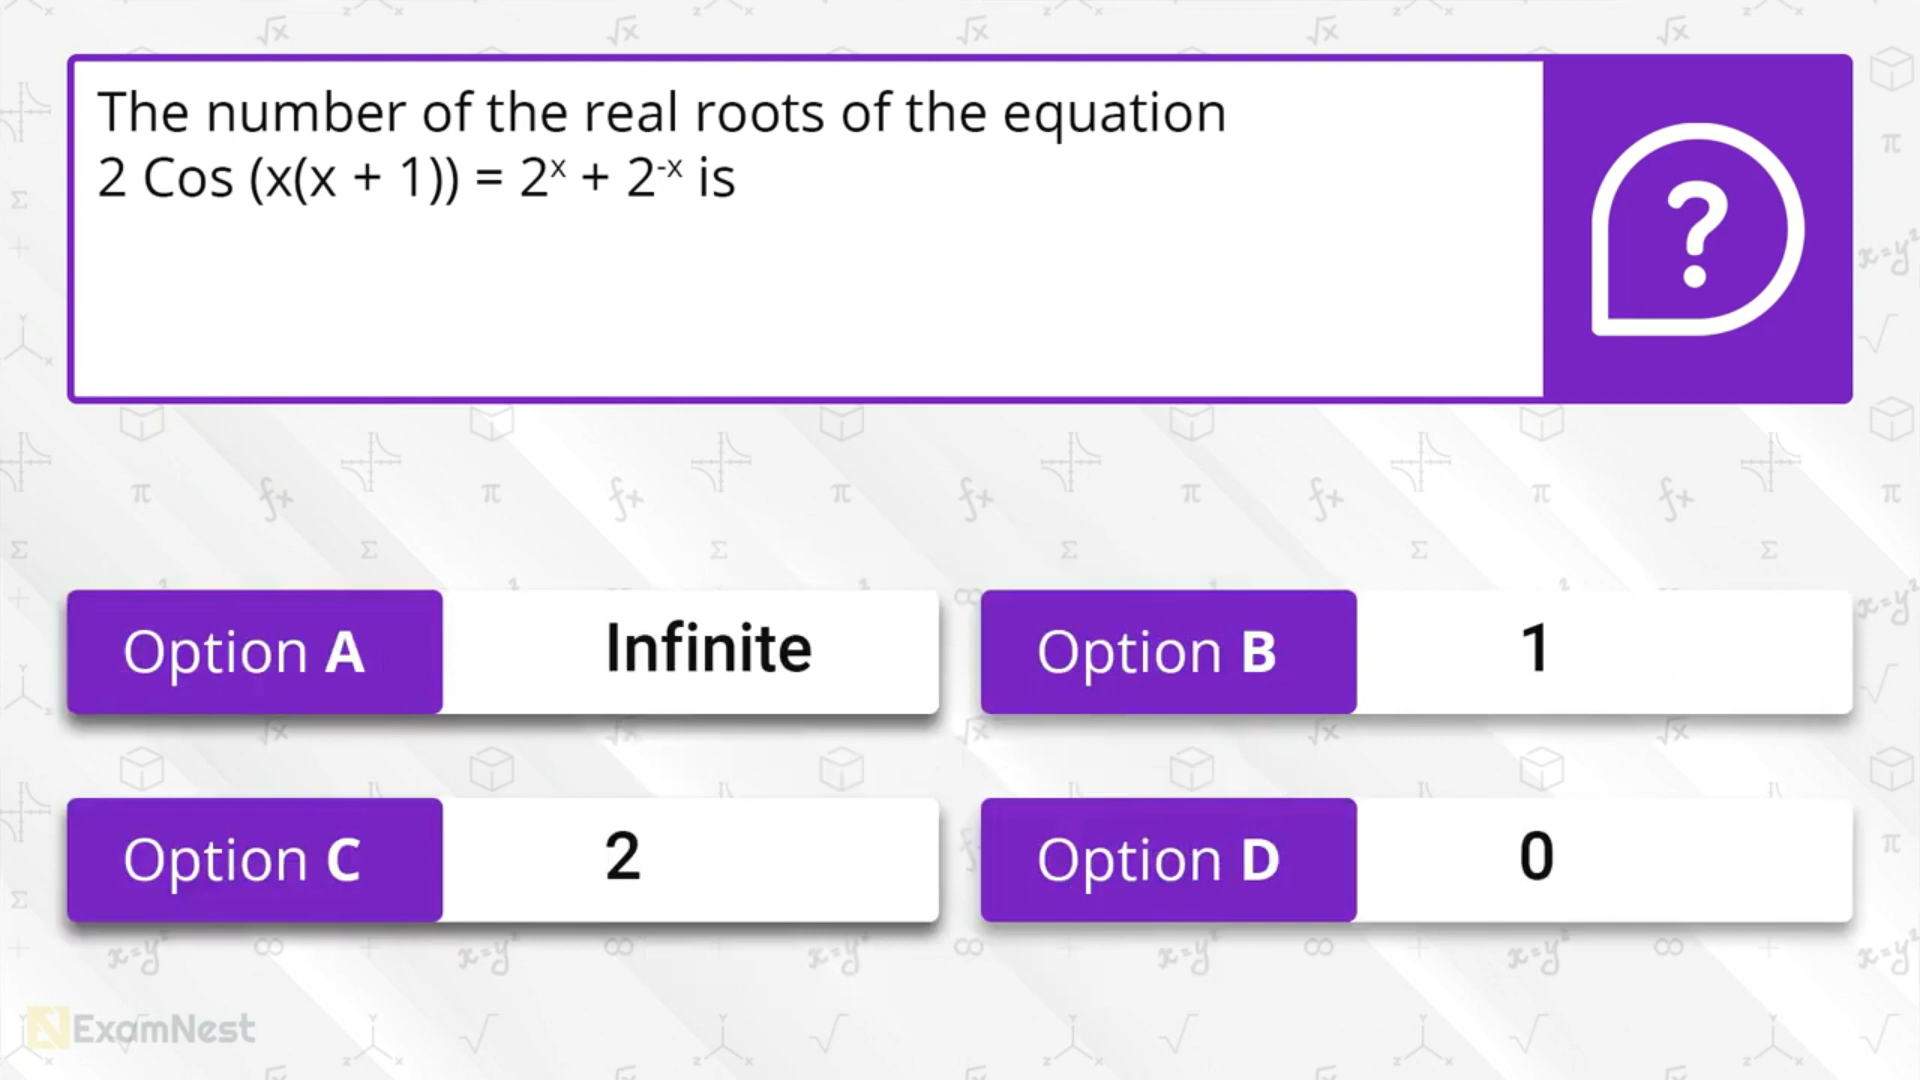 The number of the real roots of the equation
2 Cos (x(x + 1)) = 2ˣ + 2⁻ˣ is
?
Option A Infinite
Option B 1
Option C 2
Option D 0
ExamNest